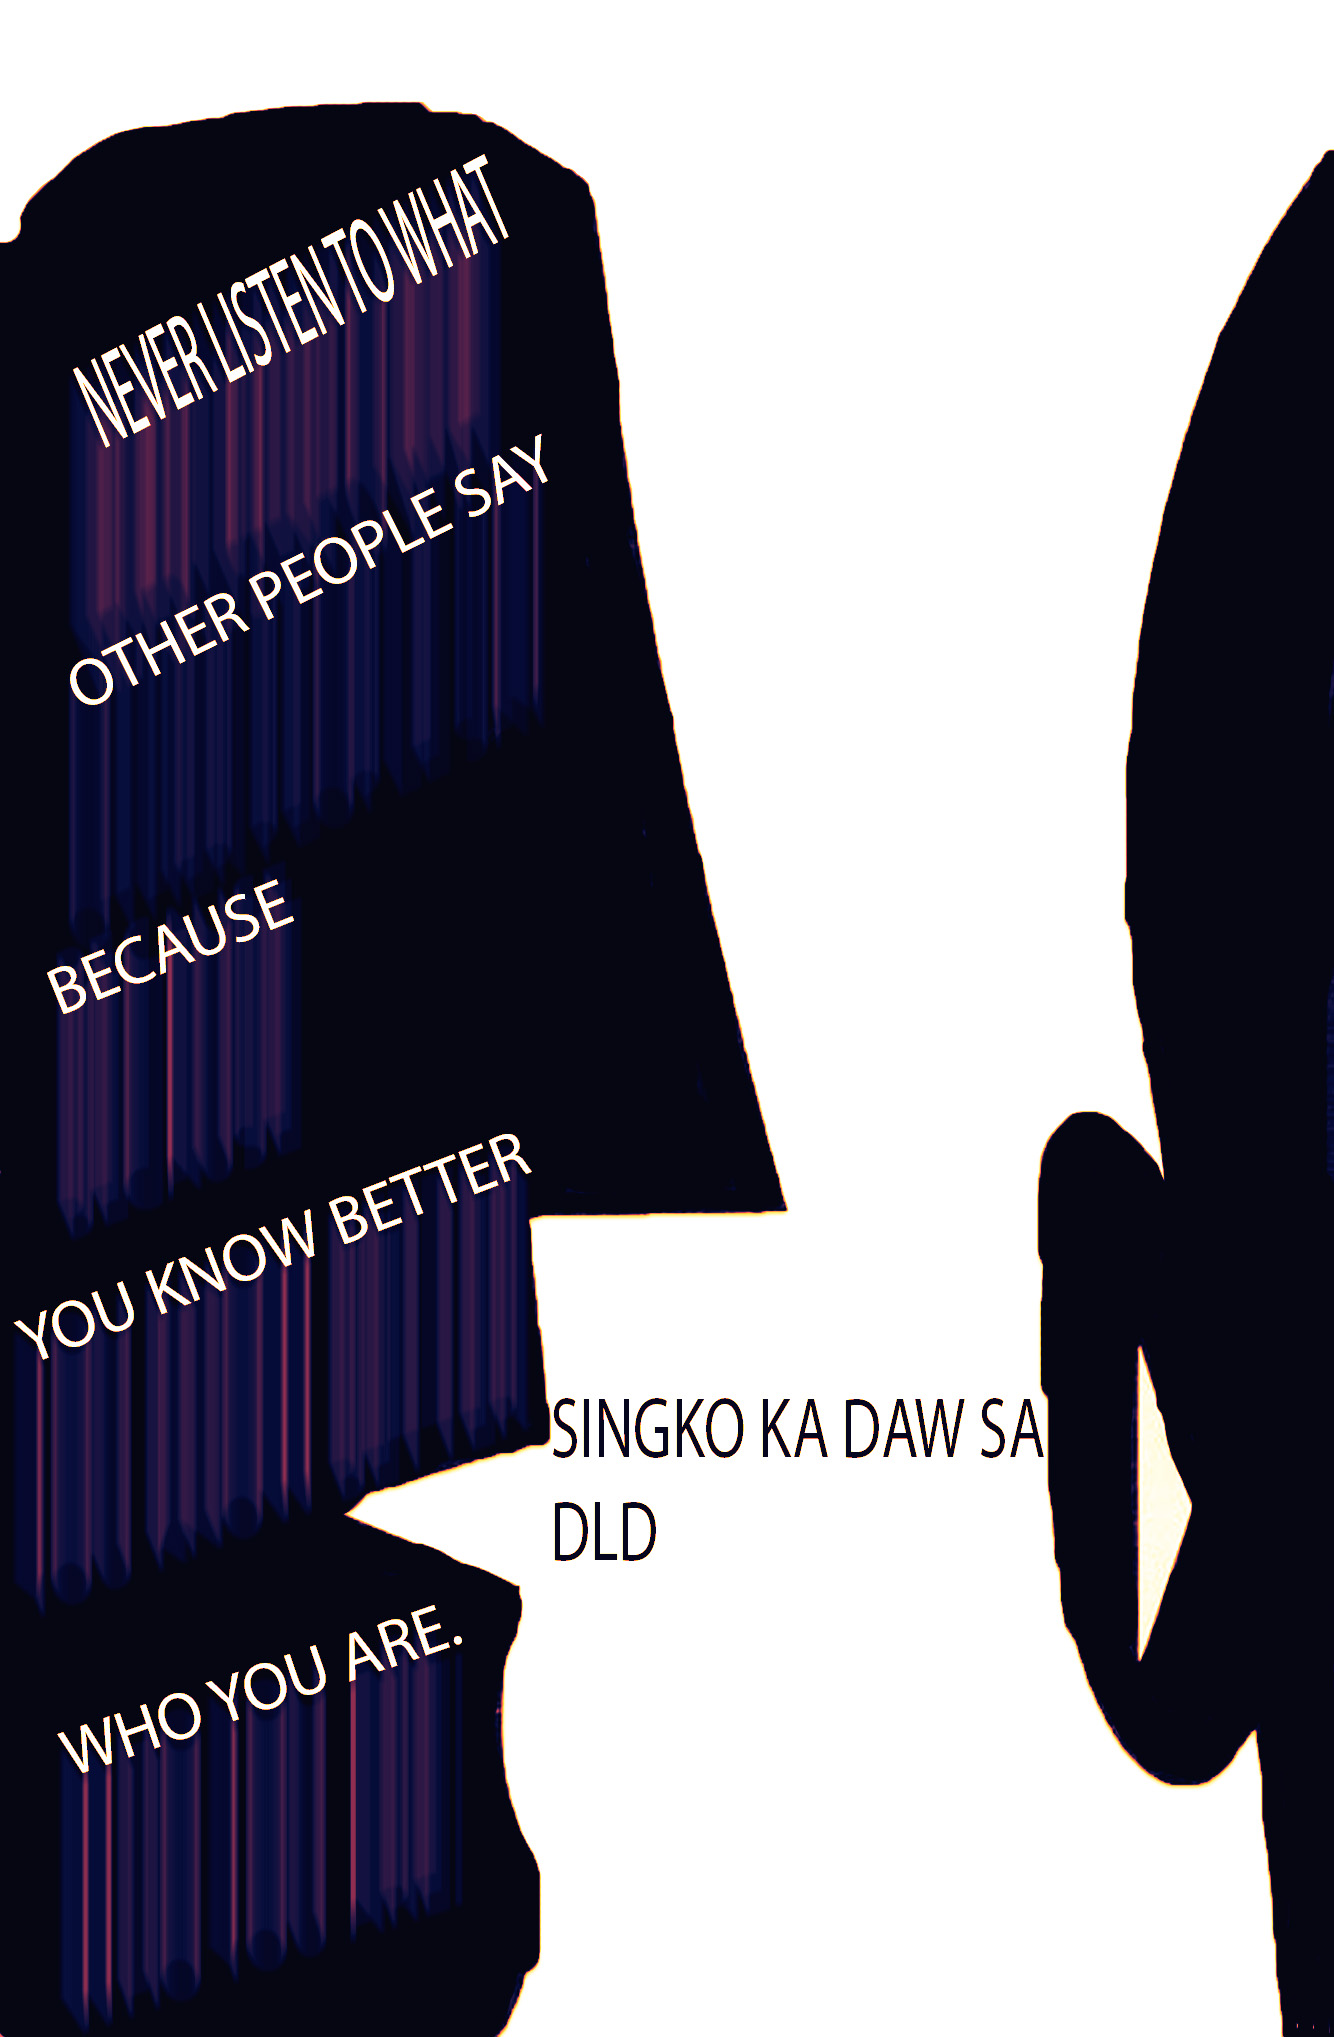 NEVER LISTEN TO WHAT
OTHER PEOPLE SAY
BECAUSE
YOU KNOW BETTER
SINGKO KA DAW SA
DLD
WHO YOU ARE.